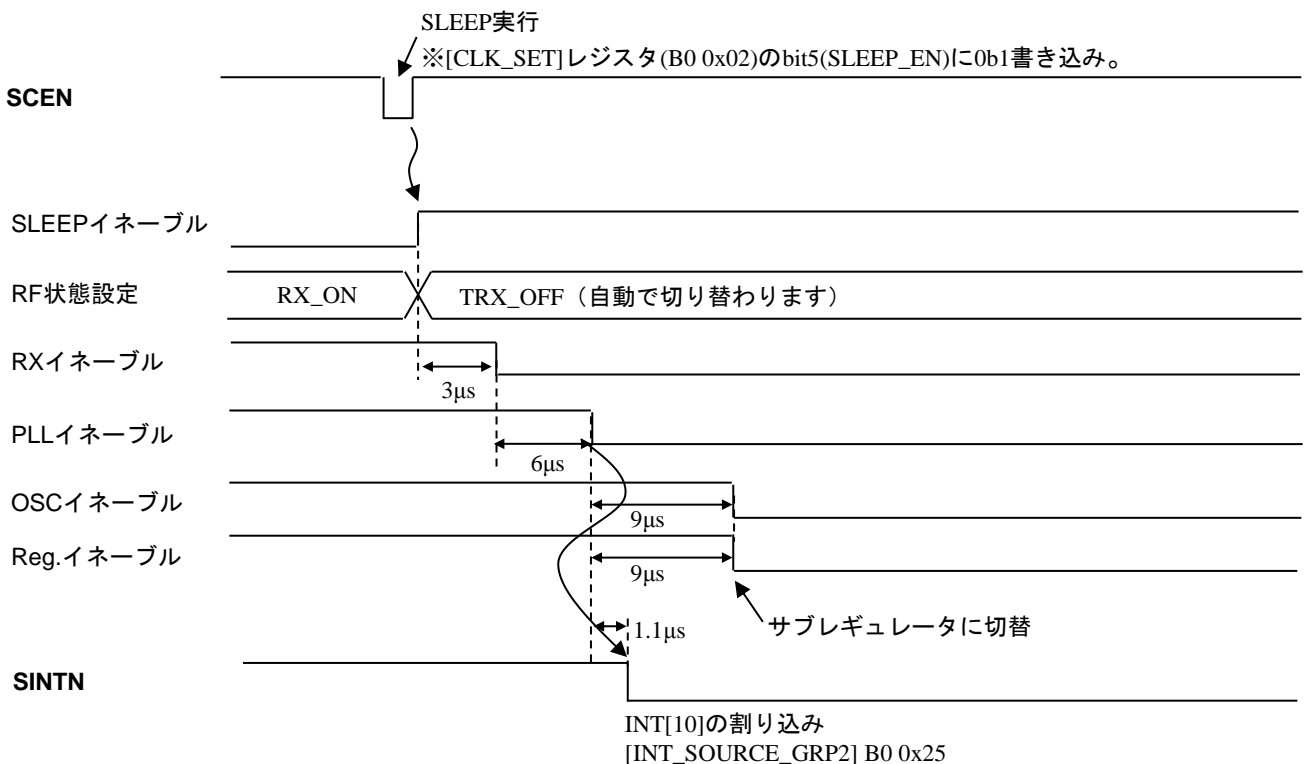 SLEEP実行
※[CLK_SET]レジスタ(B0 0x02)のbit5(SLEEP_EN)に0b1書き込み。
SCEN
SLEEPイネーブル
RF状態設定
RX_ON
TRX_OFF（自動で切り替わります）
RXイネーブル
3μs
PLLイネーブル
6μs
OSCイネーブル
9μs
Reg.イネーブル
9μs
サブレギュレータに切替
1.1μs
SINTN
INT[10]の割り込み
[INT_SOURCE_GRP2] B0 0x25